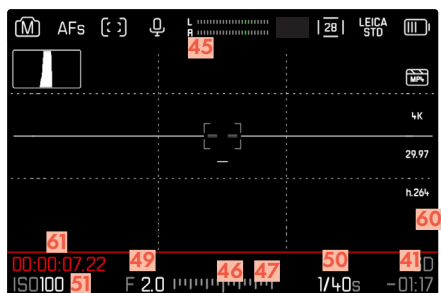 M AFs L R |28| LEICA STD
45
MP4
4K
29.97
h.264
60
61
00:00:07.22 49 46 47 50 41 D
ISO100 51 F 2.0 1/40s −01:17